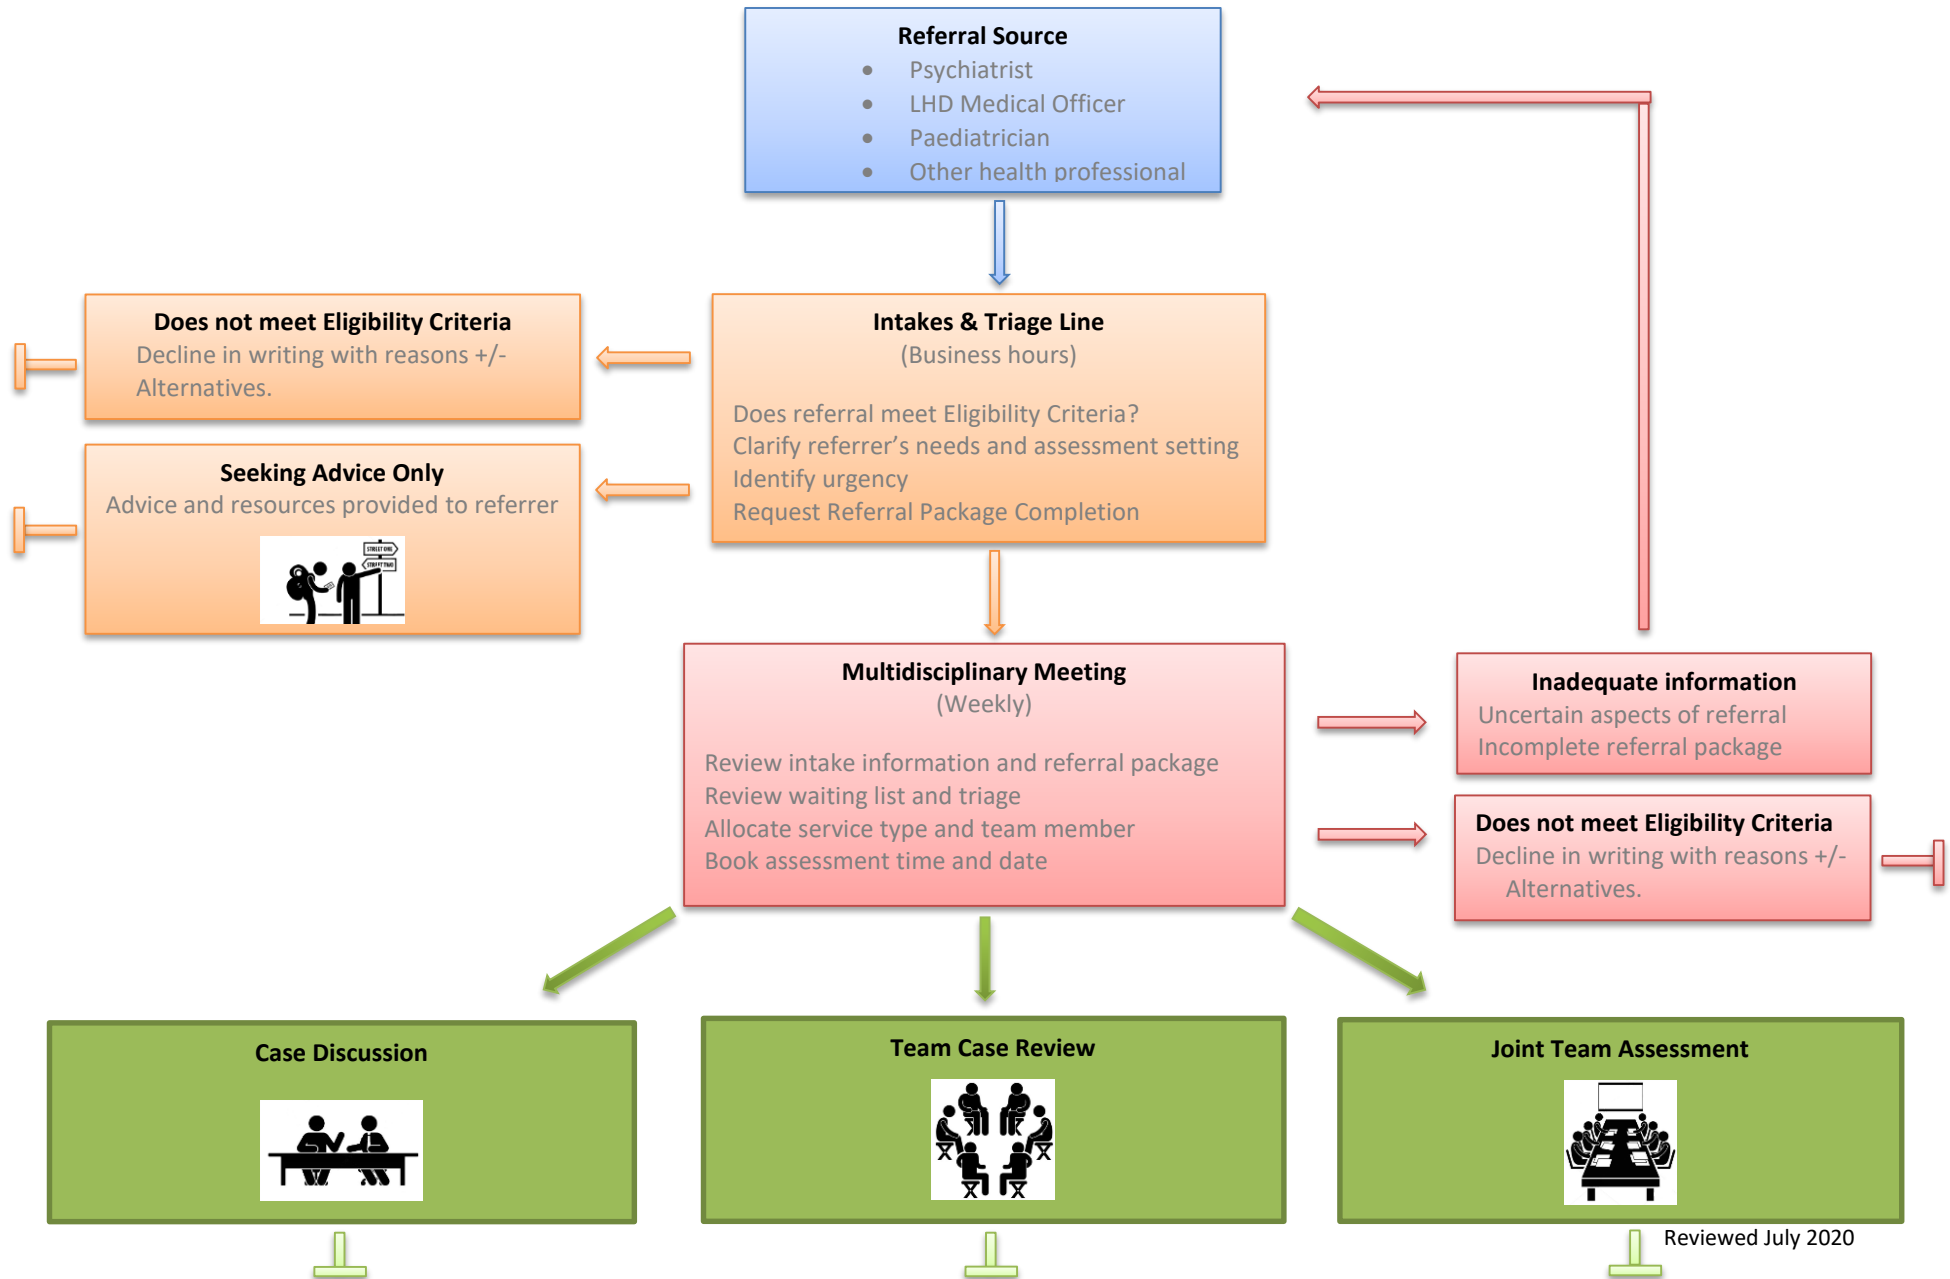 Referral Source
• Psychiatrist
• LHD Medical Officer
• Paediatrician
• Other health professional
Does not meet Eligibility Criteria
Decline in writing with reasons +/-
Alternatives.
Intakes & Triage Line
(Business hours)
Does referral meet Eligibility Criteria?
Clarify referrer’s needs and assessment setting
Identify urgency
Request Referral Package Completion
Seeking Advice Only
Advice and resources provided to referrer
STREET ONE
STREET TWO
Multidisciplinary Meeting
(Weekly)
Review intake information and referral package
Review waiting list and triage
Allocate service type and team member
Book assessment time and date
Inadequate information
Uncertain aspects of referral
Incomplete referral package
Does not meet Eligibility Criteria
Decline in writing with reasons +/-
Alternatives.
Case Discussion
Team Case Review
Joint Team Assessment
Reviewed July 2020